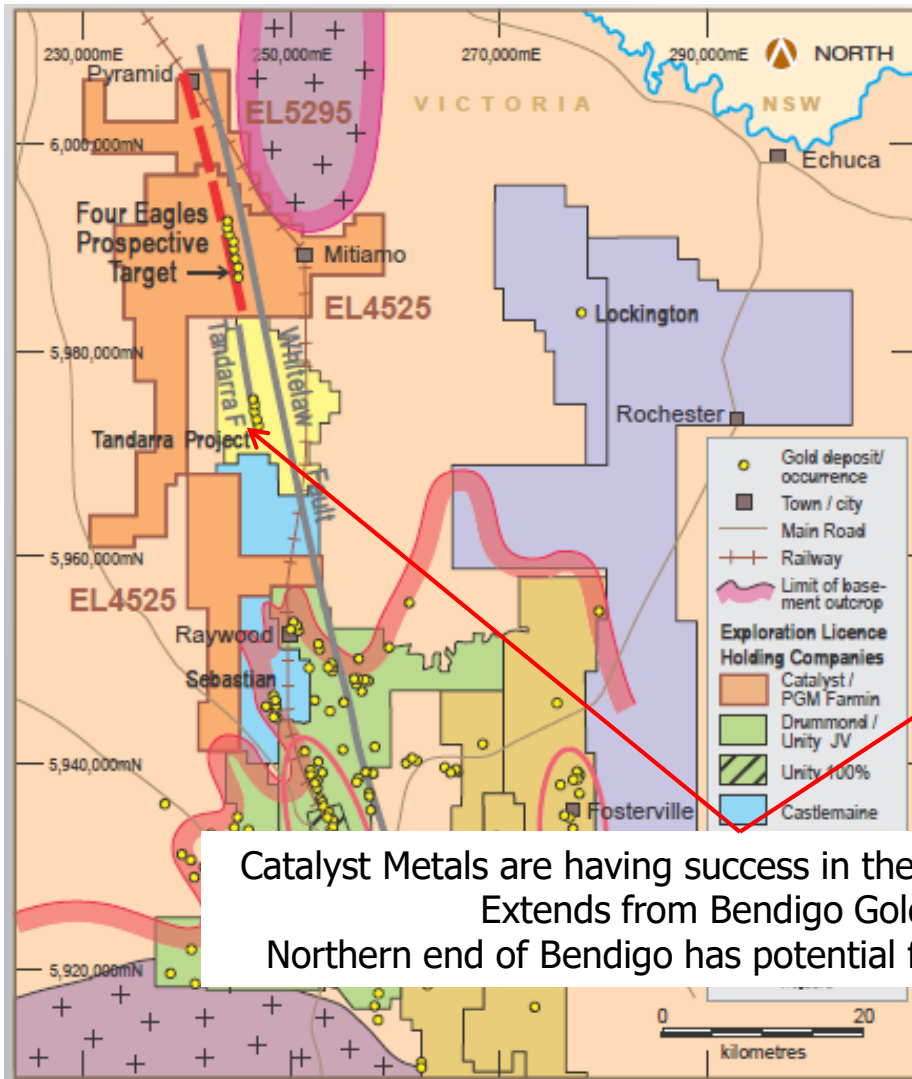 230,000mE
250,000mE
270,000mE
290,000mE
NORTH
Pyramid
EL5295
VICTORIA
NSW
6,000,000mN
Echuca
Four Eagles
Prospective
Target
Mitiamo
EL4525
Lockington
5,980,000mN
Tandarra F
Whitelaw
Fault
Rochester
Tandarra Project
Gold deposit/
occurrence
Town / city
Main Road
Railway
Limit of base-
ment outcrop
Exploration Licence
Holding Companies
Catalyst /
PGM Farmin
Drummond /
Unity JV
Unity 100%
Castlemaine
5,960,000mN
EL4525
Raywood
Sebastian
5,940,000mN
Fosterville
Catalyst Metals are having success in the
Extends from Bendigo Gol
Northern end of Bendigo has potential f
5,920,000mN
0 20
kilometres